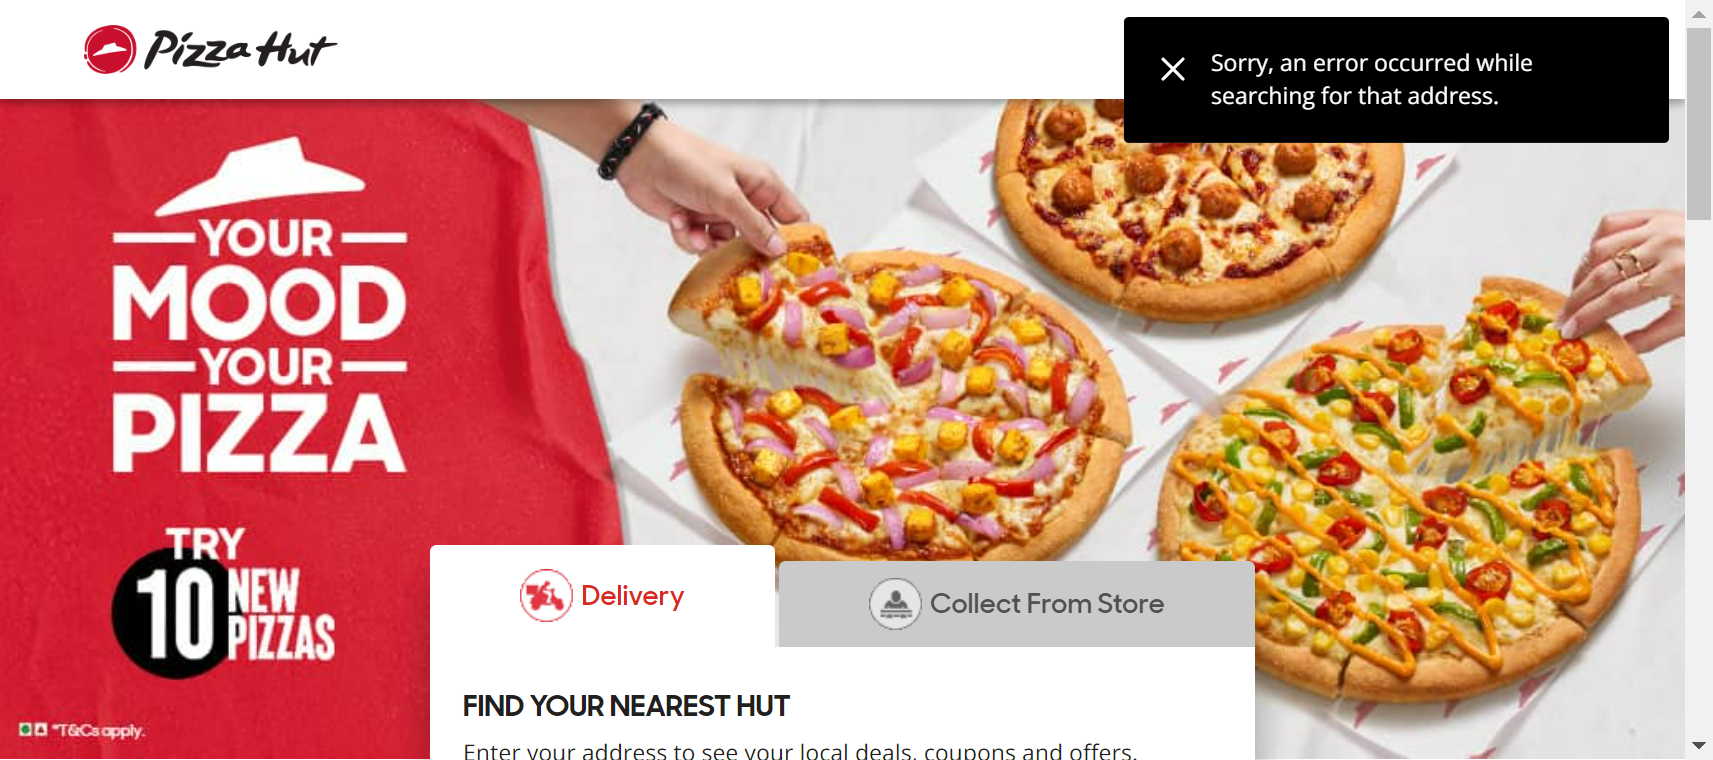 Pizza Hut
Sorry, an error occurred while
searching for that address.
YOUR
MOOD
YOUR
PIZZA
TRY
10 NEW
PIZZAS
*T&Cs apply.
Delivery
Collect From Store
FIND YOUR NEAREST HUT
Enter your address to see your local deals, coupons and offers.